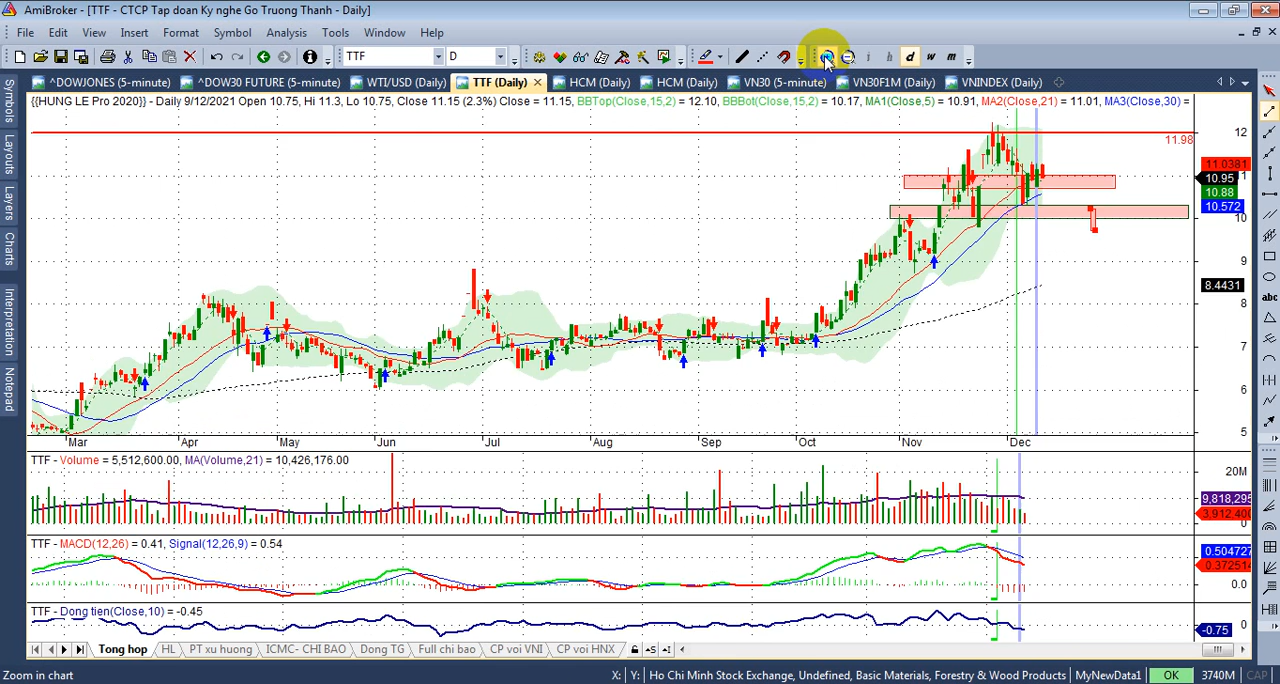 AmiBroker - [TTF - CTCP Tap doan Ky nghe Go Truong Thanh - Daily]
File Edit View Insert Format Symbol Analysis Tools Window Help
TTF D i h d w m
^DOWJONES (5-minute) ^DOW30 FUTURE (5-minute) WTI/USD (Daily) TTF (Daily) HCM (Daily) HCM (Daily) VN30 (5-minute) VN30F1M (Daily) VNINDEX (Daily)
{{HUNG LE Pro 2020}} - Daily 9/12/2021 Open 10.75, Hi 11.3, Lo 10.75, Close 11.15 (2.3%) Close = 11.15, BBTop(Close,15,2) = 12.10, BBBot(Close,15,2) = 10.17, MA1(Close,5) = 10.91, MA2(Close,21) = 11.01, MA3(Close,30) =
Symbols
Layouts
Layers
Charts
Interpretation
Notepad
12
11.98
11.0381
10.95
10.88
10.572
10
9
8.4431
8
7
6
5
Mar Apr May Jun Jul Aug Sep Oct Nov Dec
TTF - Volume = 5,512,600.00, MA(Volume,21) = 10,426,176.00
20M
9,818,295
3,912,400
TTF - MACD(12,26) = 0.41, Signal(12,26,9) = 0.54
0.504727
0.372514
0.0
TTF - Dong tien(Close,10) = -0.45
0
-0.75
Tong hop HL PT xu huong ICMC- CHI BAO Dong TG Full chi bao CP voi VNI CP voi HNX
abc
Zoom in chart X: Y: Ho Chi Minh Stock Exchange, Undefined, Basic Materials, Forestry & Wood Products MyNewData1 OK 3740M CAP